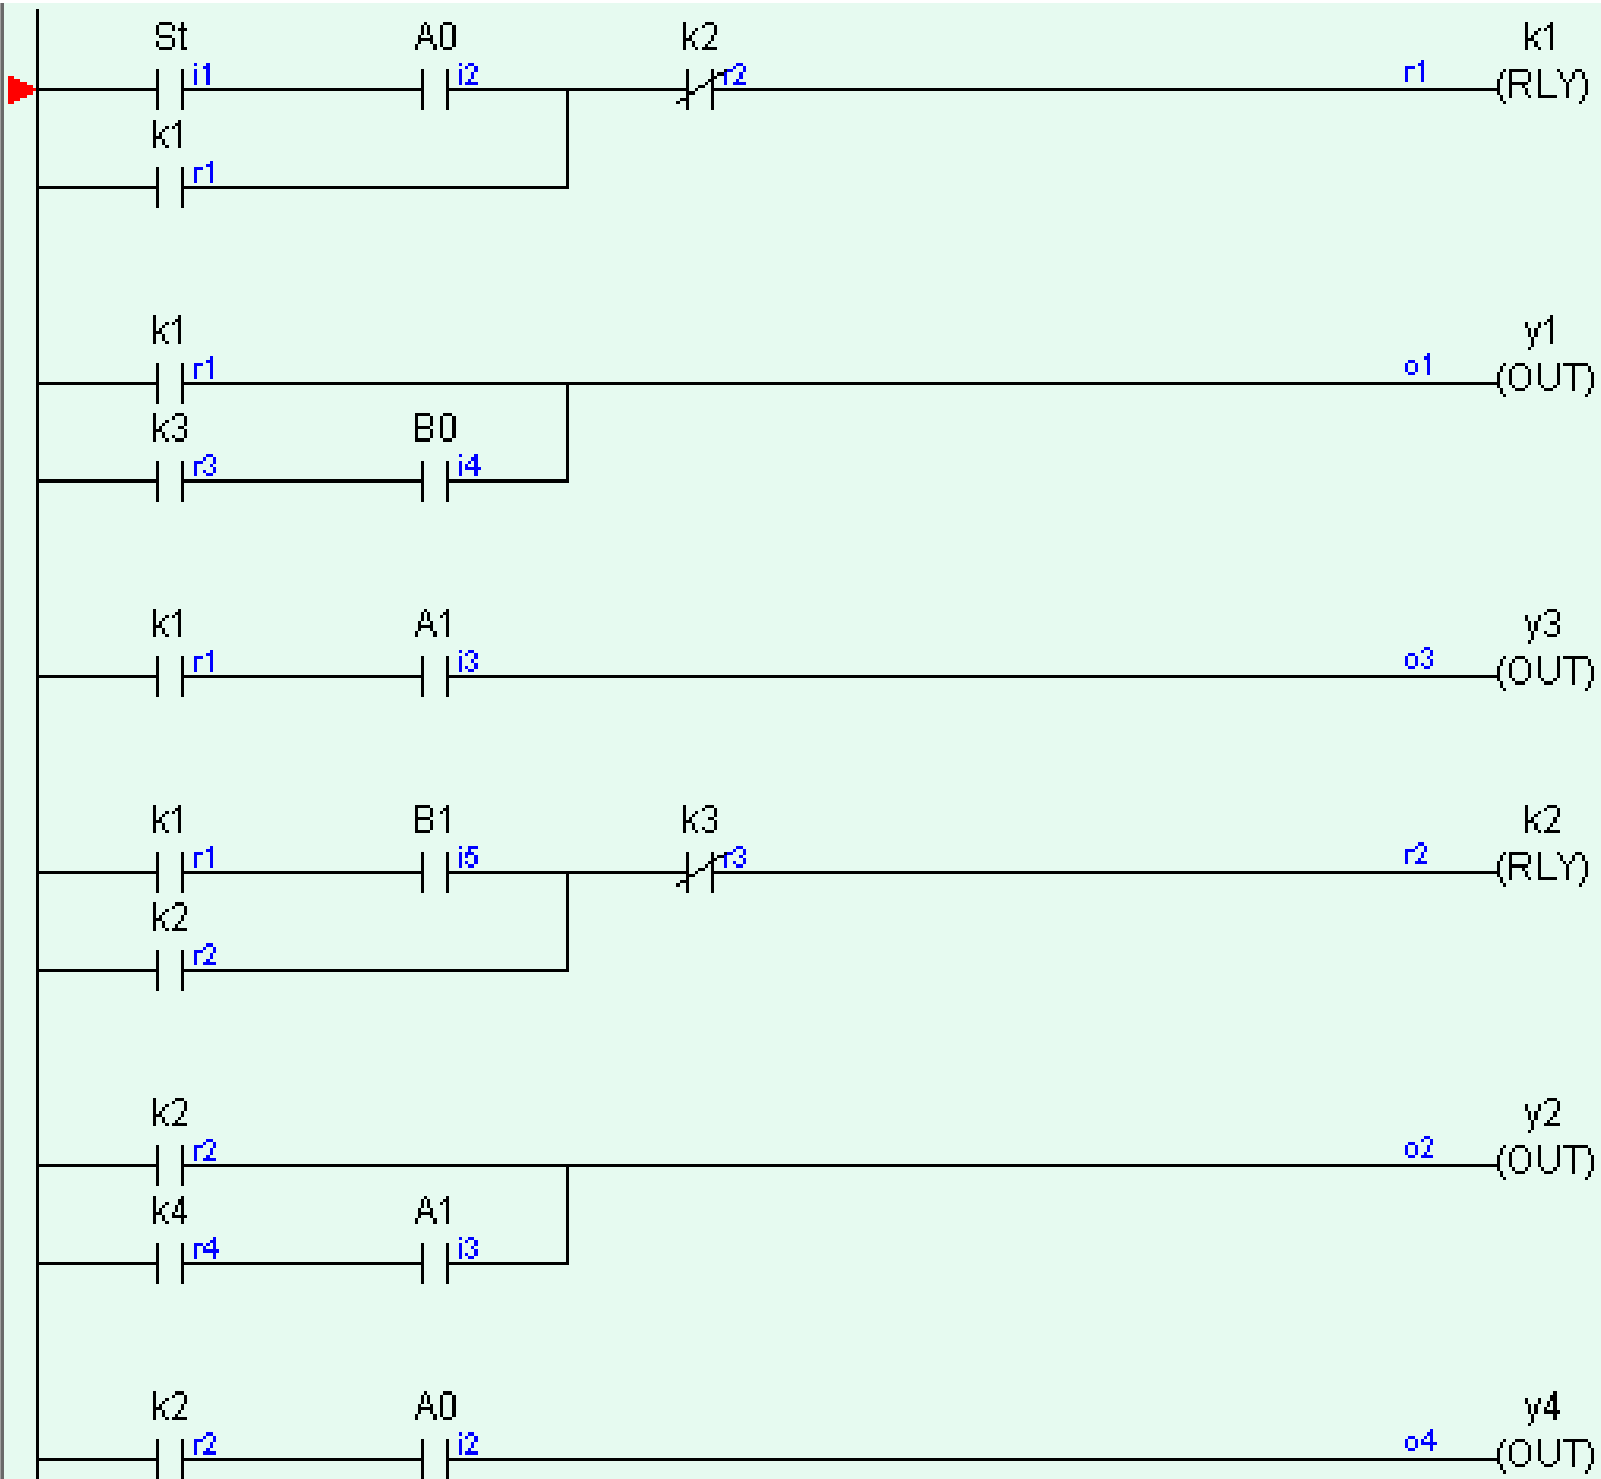 St A0 k2 k1
i1 i2 r2 r1 (RLY)
k1
r1
k1 y1
r1 o1 (OUT)
k3 B0
r3 i4
k1 A1 y3
r1 i3 o3 (OUT)
k1 B1 k3 k2
r1 i5 r3 r2 (RLY)
k2
r2
k2 y2
r2 o2 (OUT)
k4 A1
r4 i3
k2 A0 y4
r2 i2 o4 (OUT)